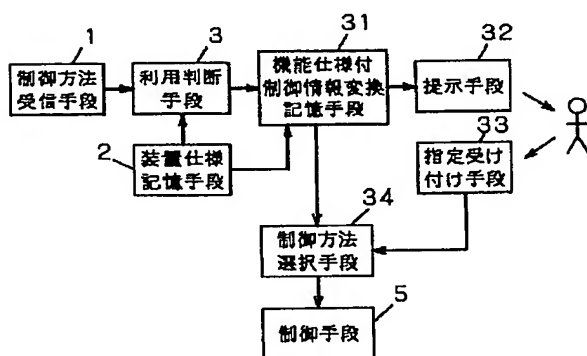 1
制御方法
受信手段
3
利用判断
手段
31
機能仕様付
制御情報変換
記憶手段
32
提示手段
2
装置仕様
記憶手段
33
指定受け
付け手段
34
制御方法
選択手段
5
制御手段